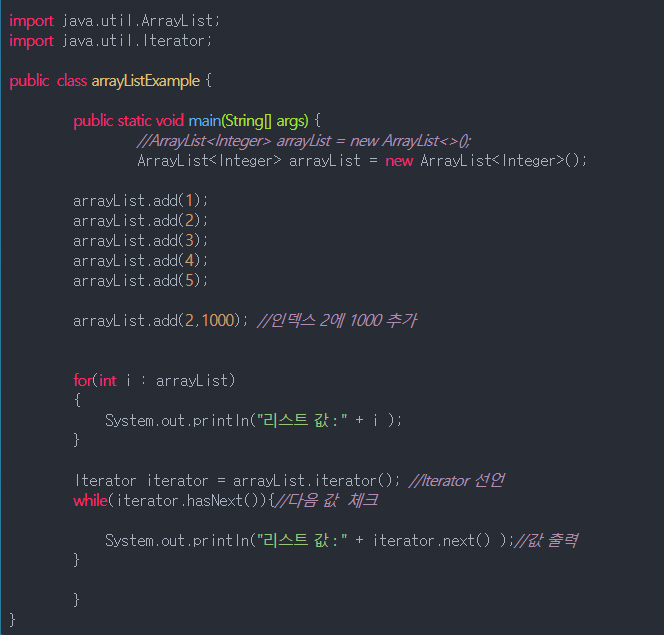 import java.util.ArrayList;
import java.util.Iterator;
public class arrayListExample {
public static void main(String[] args) {
//ArrayList<Integer> arrayList = new ArrayList<>();
ArrayList<Integer> arrayList = new ArrayList<Integer>();
arrayList.add(1);
arrayList.add(2);
arrayList.add(3);
arrayList.add(4);
arrayList.add(5);
arrayList.add(2,1000); //인덱스 2에 1000 추가
for(int i : arrayList)
{
System.out.println("리스트 값 : " + i );
}
Iterator iterator = arrayList.iterator(); //Iterator 선언
while(iterator.hasNext()){//다음 값 체크
System.out.println("리스트 값 : " + iterator.next() );//값 출력
}
}
}